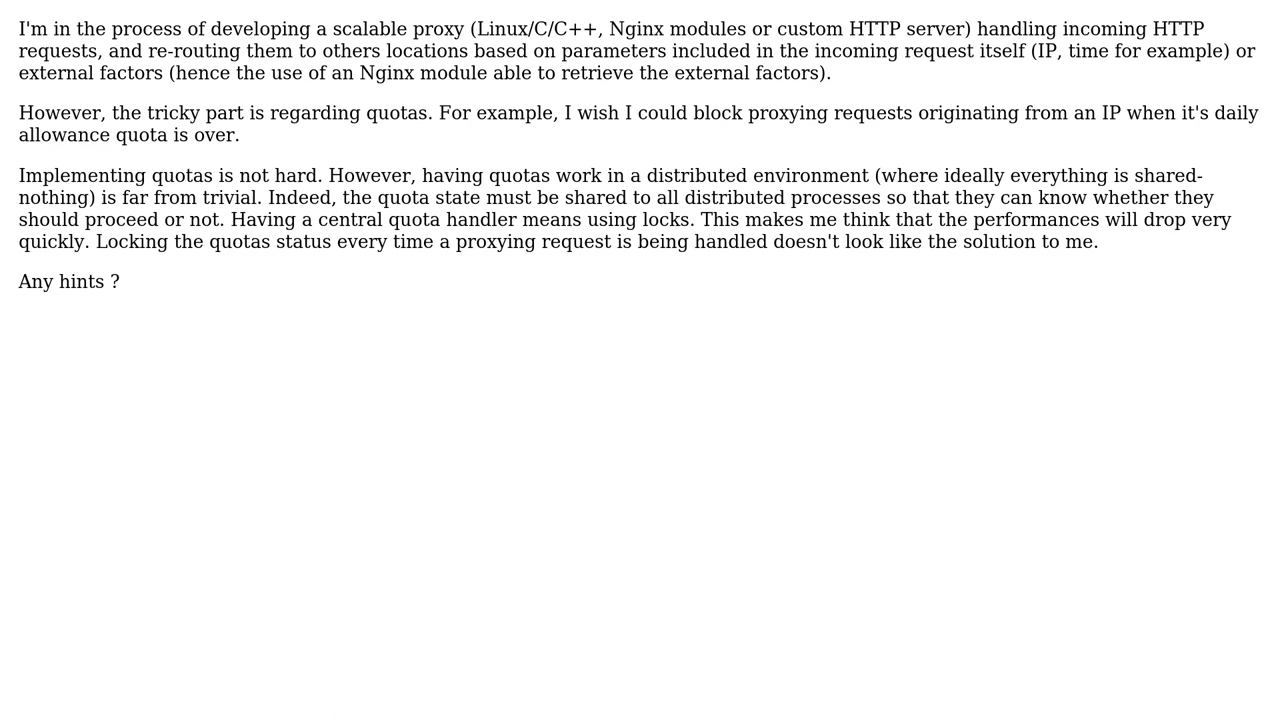 I'm in the process of developing a scalable proxy (Linux/C/C++, Nginx modules or custom HTTP server) handling incoming HTTP
requests, and re-routing them to others locations based on parameters included in the incoming request itself (IP, time for example) or
external factors (hence the use of an Nginx module able to retrieve the external factors).
However, the tricky part is regarding quotas. For example, I wish I could block proxying requests originating from an IP when it's daily
allowance quota is over.
Implementing quotas is not hard. However, having quotas work in a distributed environment (where ideally everything is shared-
nothing) is far from trivial. Indeed, the quota state must be shared to all distributed processes so that they can know whether they
should proceed or not. Having a central quota handler means using locks. This makes me think that the performances will drop very
quickly. Locking the quotas status every time a proxying request is being handled doesn't look like the solution to me.
Any hints ?